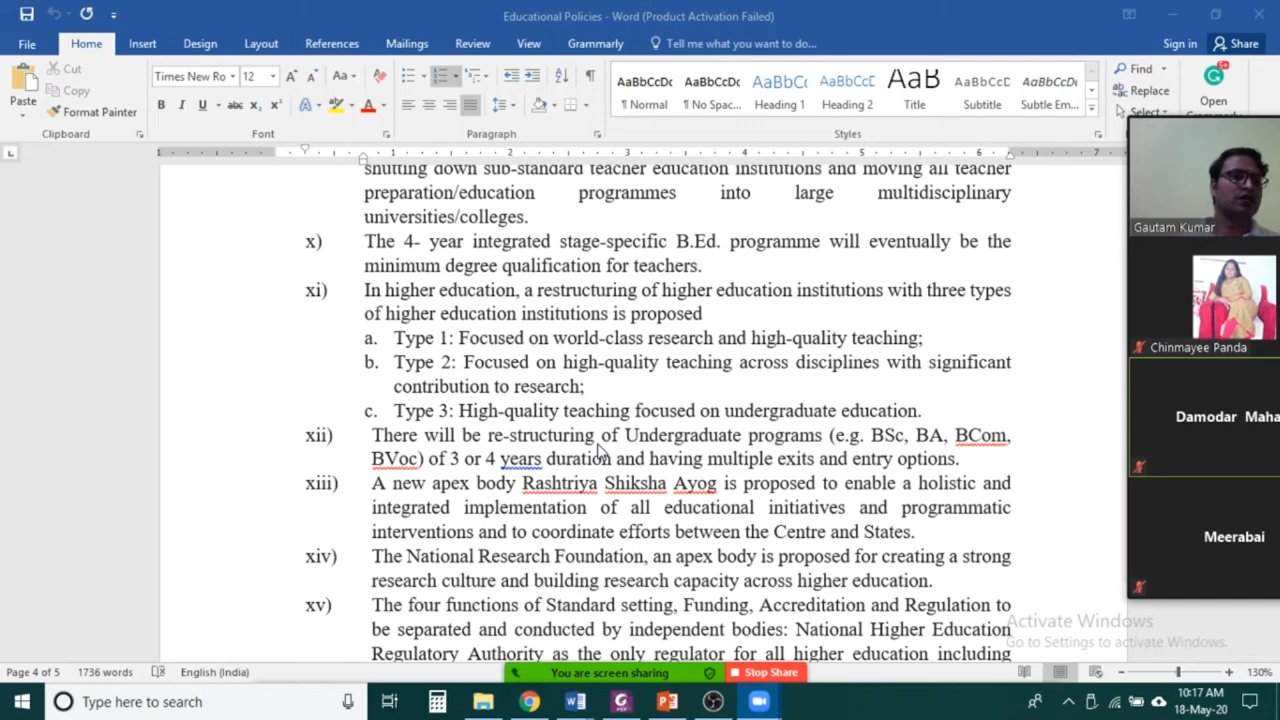 Educational Policies - Word (Product Activation Failed)
File Home Insert Design Layout References Mailings Review View Grammarly Tell me what you want to do... Sign in Share
Cut
Copy
Format Painter
Paste
Times New Ro 12
AaBbCcDc AaBbCcDc AaBbCc AaBbCcD AaB AaBbCcD AaBbCcDc
¶ Normal ¶ No Spac... Heading 1 Heading 2 Title Subtitle Subtle Em...
Find
Replace
Select
Open
Clipboard Font Paragraph Styles
1 1 2 3 4 5 6 7
shutting down sub-standard teacher education institutions and moving all teacher
preparation/education programmes into large multidisciplinary
universities/colleges.
x) The 4- year integrated stage-specific B.Ed. programme will eventually be the
minimum degree qualification for teachers.
xi) In higher education, a restructuring of higher education institutions with three types
of higher education institutions is proposed
a. Type 1: Focused on world-class research and high-quality teaching;
b. Type 2: Focused on high-quality teaching across disciplines with significant
contribution to research;
c. Type 3: High-quality teaching focused on undergraduate education.
xii) There will be re-structuring of Undergraduate programs (e.g. BSc, BA, BCom,
BVoc) of 3 or 4 years duration and having multiple exits and entry options.
xiii) A new apex body Rashtriya Shiksha Ayog is proposed to enable a holistic and
integrated implementation of all educational initiatives and programmatic
interventions and to coordinate efforts between the Centre and States.
xiv) The National Research Foundation, an apex body is proposed for creating a strong
research culture and building research capacity across higher education.
xv) The four functions of Standard setting, Funding, Accreditation and Regulation to
be separated and conducted by independent bodies: National Higher Education
Regulatory Authority as the only regulator for all higher education including
Gautam Kumar
Chinmayee Panda
Damodar Maha
Meerabai
Activate Windows
Go to Settings to activate Windows.
Page 4 of 5 1736 words English (India) You are screen sharing Stop Share 130%
Type here to search
10:17 AM
18-May-20